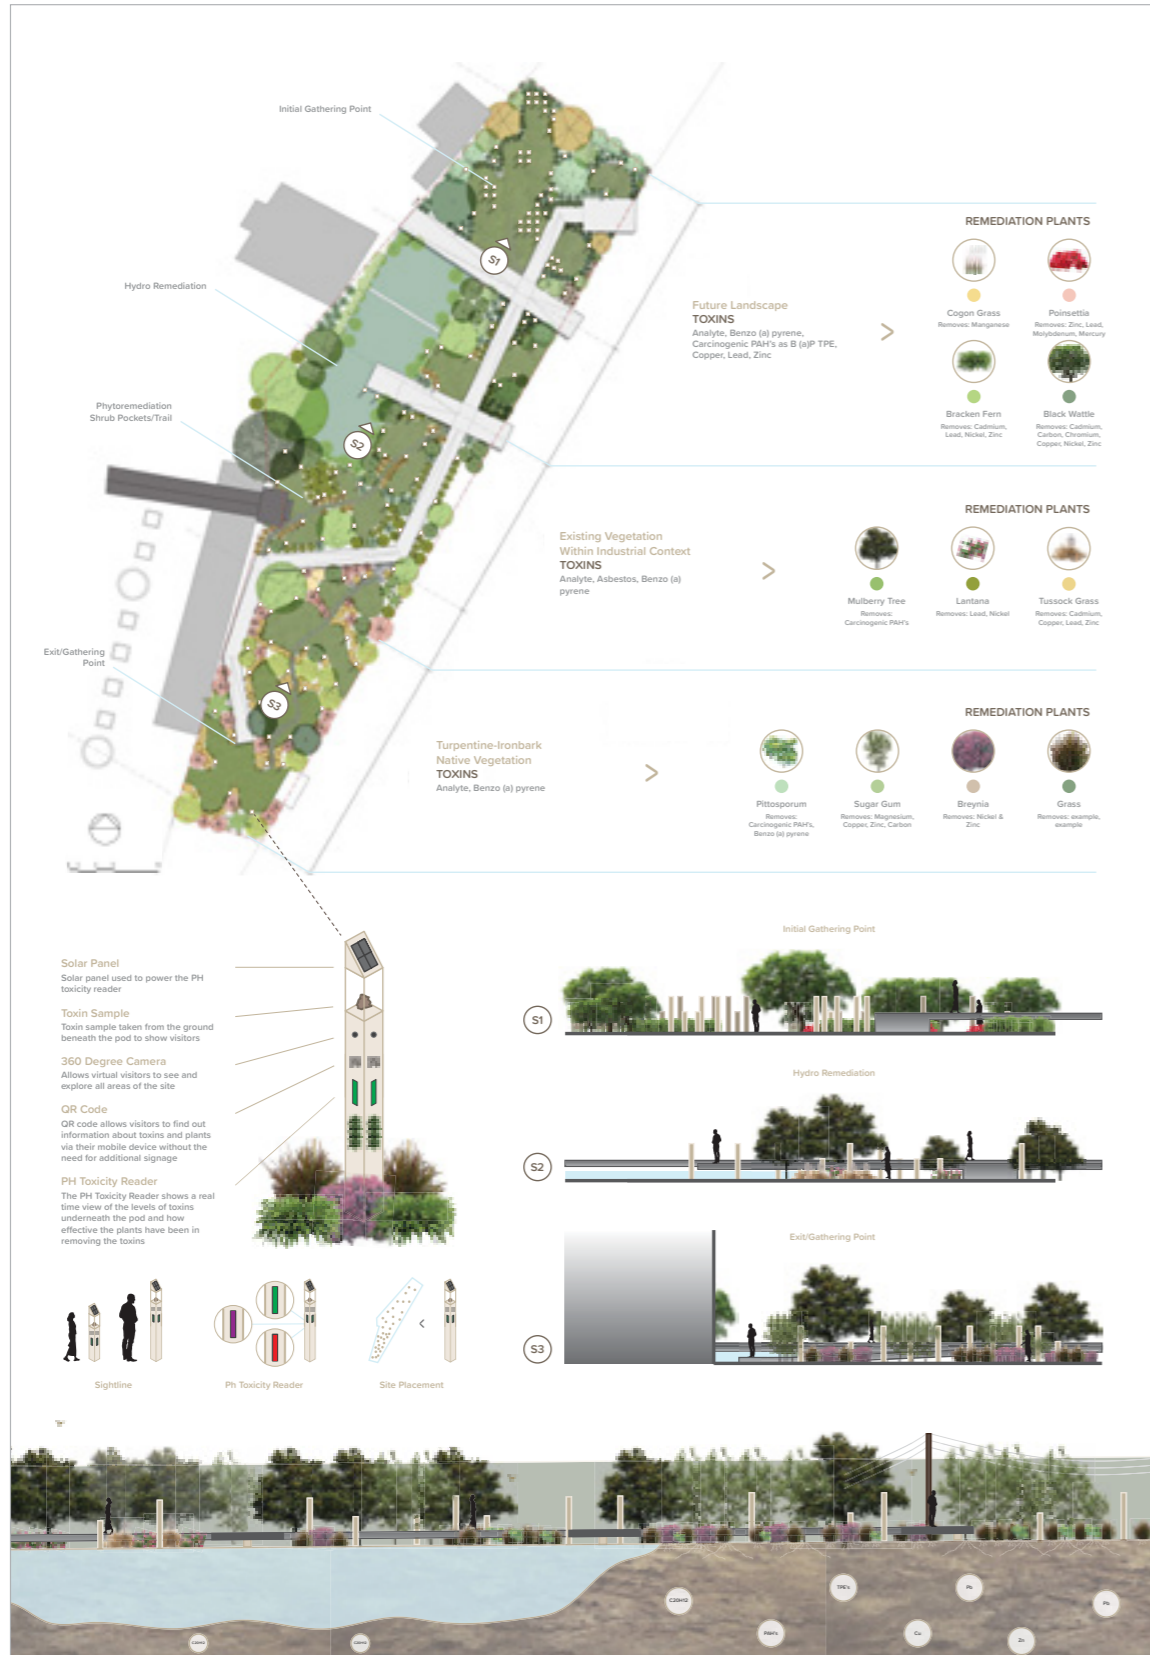 Initial Gathering Point
Hydro Remediation
Phytoremediation
Shrub Pockets/Trail
Exit/Gathering
Point
S1
S2
S3
Future Landscape
TOXINS
Analyte, Benzo (a) pyrene,
Carcinogenic PAH's as B (a)P TPE,
Copper, Lead, Zinc
>
REMEDIATION PLANTS
Cogon Grass
Removes: Manganese
Poinsettia
Removes: Zinc, Lead,
Molybdenum, Mercury
Bracken Fern
Removes: Cadmium,
Lead, Nickel, Zinc
Black Wattle
Removes: Cadmium,
Carbon, Chromium,
Copper, Nickel, Zinc
Existing Vegetation
Within Industrial Context
TOXINS
Analyte, Asbestos, Benzo (a)
pyrene
>
REMEDIATION PLANTS
Mulberry Tree
Removes:
Carcinogenic PAH's
Lantana
Removes: Lead, Nickel
Tussock Grass
Removes: Cadmium,
Copper, Lead, Zinc
Turpentine-Ironbark
Native Vegetation
TOXINS
Analyte, Benzo (a) pyrene
>
REMEDIATION PLANTS
Pittosporum
Removes:
Carcinogenic PAH's,
Benzo (a) pyrene
Sugar Gum
Removes: Magnesium,
Copper, Zinc, Carbon
Breynia
Removes: Nickel &
Zinc
Grass
Removes: example,
example
Solar Panel
Solar panel used to power the PH
toxicity reader
Toxin Sample
Toxin sample taken from the ground
beneath the pod to show visitors
360 Degree Camera
Allows virtual visitors to see and
explore all areas of the site
QR Code
QR code allows visitors to find out
information about toxins and plants
via their mobile device without the
need for additional signage
PH Toxicity Reader
The PH Toxicity Reader shows a real
time view of the levels of toxins
underneath the pod and how
effective the plants have been in
removing the toxins
Sightline
Ph Toxicity Reader
Site Placement
Initial Gathering Point
S1
Hydro Remediation
S2
Exit/Gathering Point
S3
C20H12
PAH's
TPE's
Cu
Pb
Zn
Pb